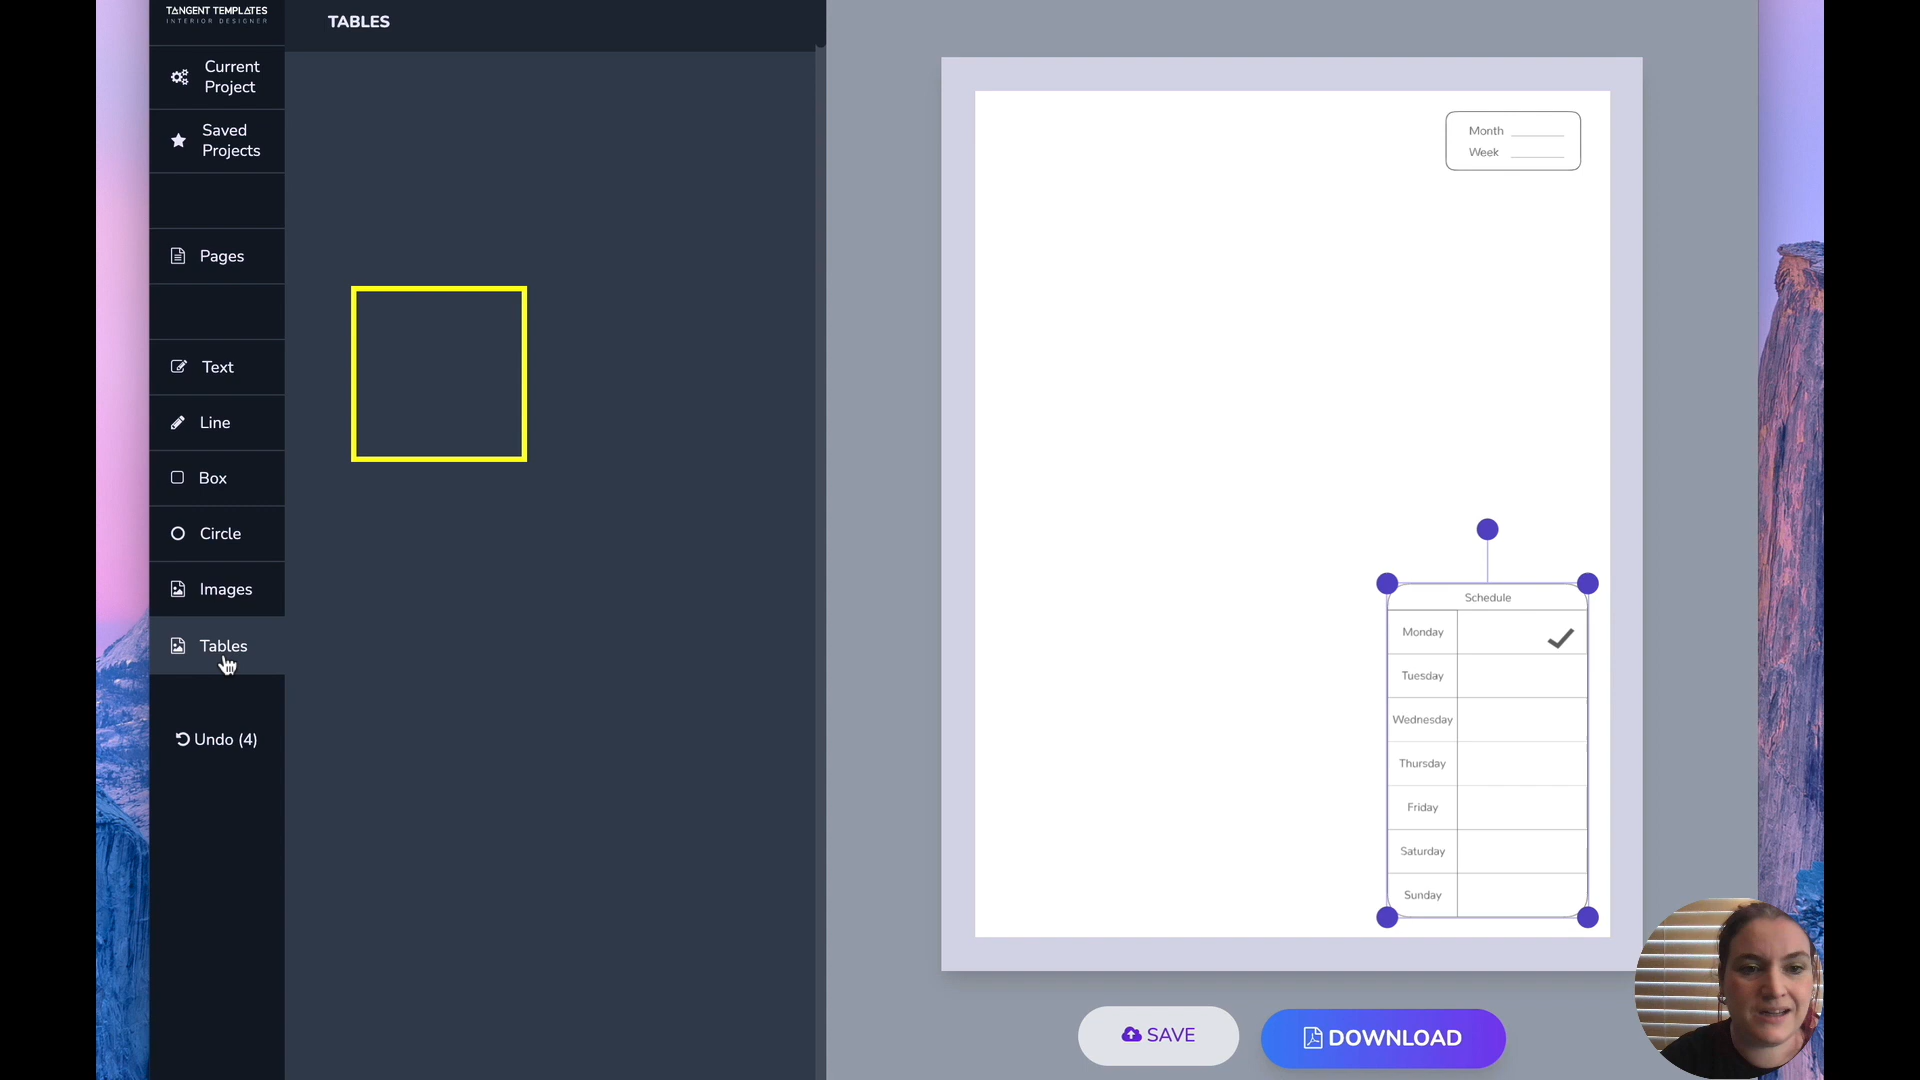 TANGENT TEMPLATES
INTERIOR DESIGNER
Current
Project
Saved
Projects
Pages
Text
Line
Box
Circle
Images
Tables
Undo (4)
TABLES
Month
Week
Schedule
Monday
Tuesday
Wednesday
Thursday
Friday
Saturday
Sunday
SAVE
DOWNLOAD